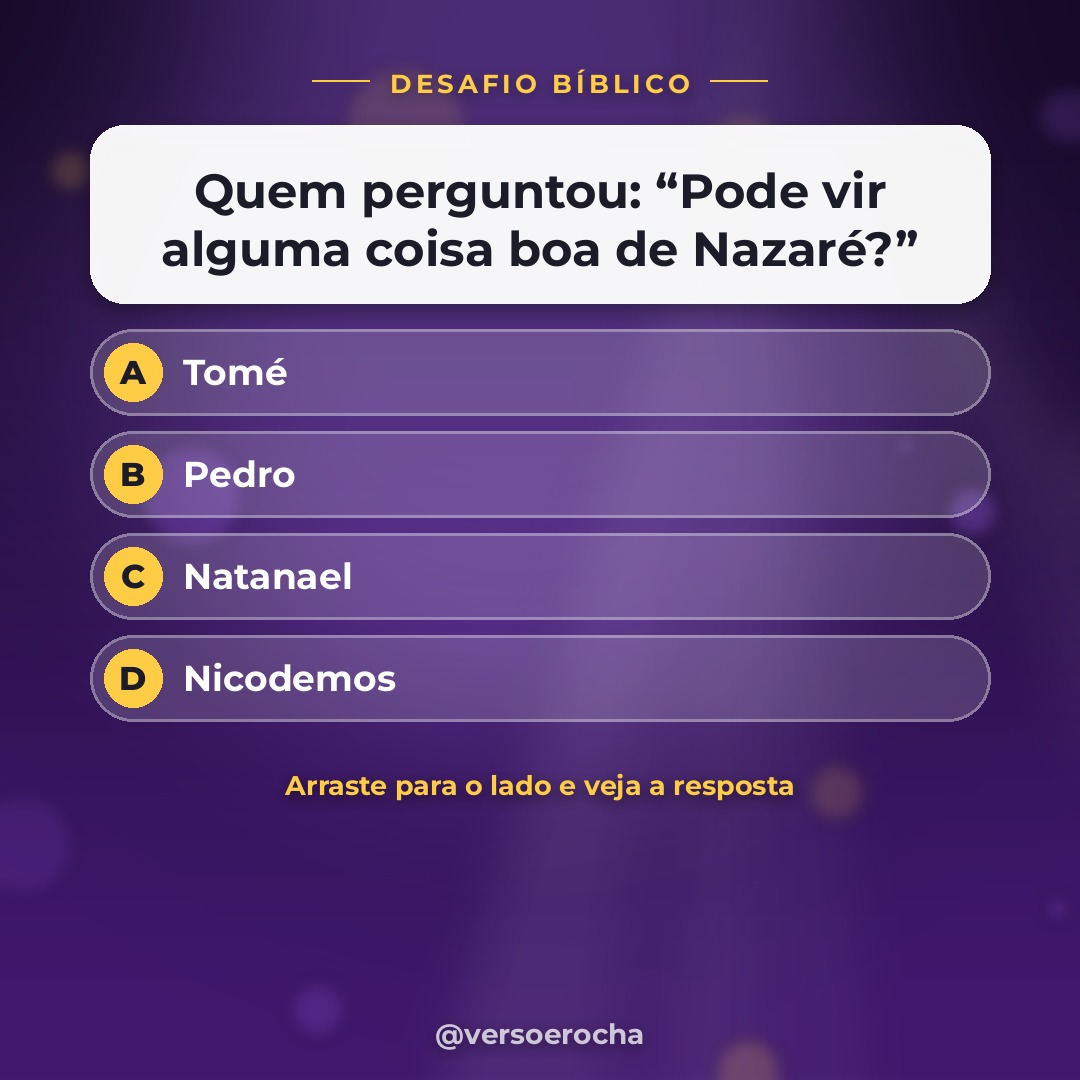 DESAFIO BÍBLICO
Quem perguntou: “Pode vir
alguma coisa boa de Nazaré?”
A Tomé
B Pedro
C Natanael
D Nicodemos
Arraste para o lado e veja a resposta
@versoerocha